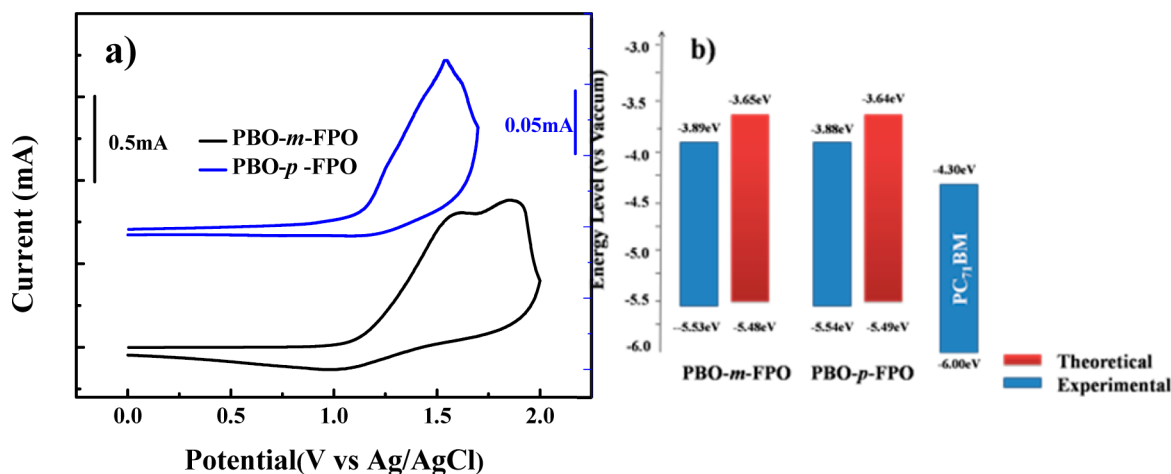 a)
0.5mA
PBO-m-FPO
PBO-p -FPO
0.05mA
Current (mA)
0.0
0.5
1.0
1.5
2.0
Potential(V vs Ag/AgCl)
b)
Energy Level (vs Vaccum)
-3.0
-3.5
-4.0
-4.5
-5.0
-5.5
-6.0
-3.65eV
-3.64eV
-3.89eV
-3.88eV
-4.30eV
PC₇₁BM
--5.53eV
-5.48eV
-5.54eV
-5.49eV
-6.00eV
PBO-m-FPO
PBO-p-FPO
Theoretical
Experimental